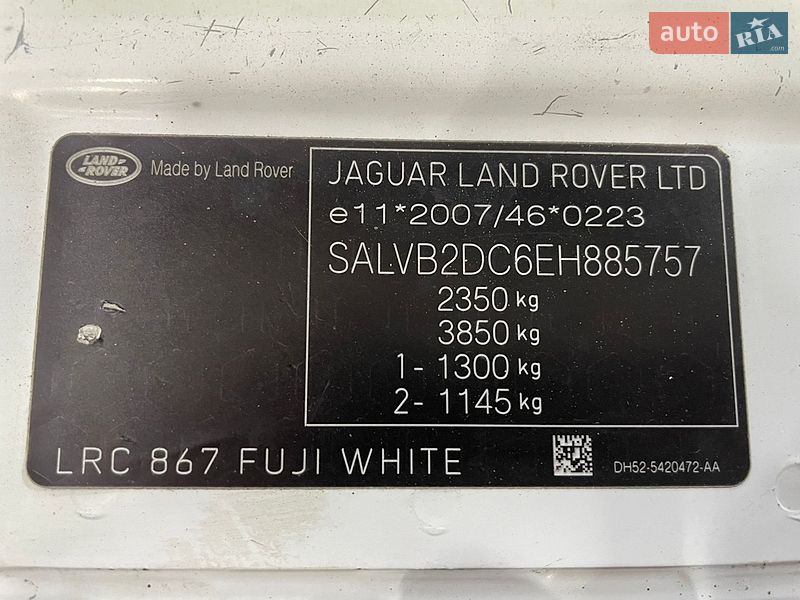 auto RIA .com
LAND ROVER
Made by Land Rover
JAGUAR LAND ROVER LTD
e11*2007/46*0223
SALVB2DC6EH885757
2350 kg
3850 kg
1- 1300 kg
2- 1145 kg
LRC 867 FUJI WHITE
DH52-5420472-AA